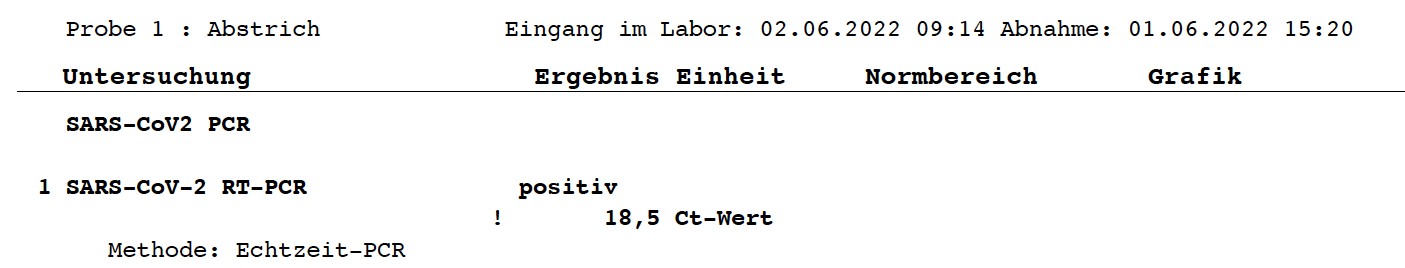 Probe 1 : Abstrich Eingang im Labor: 02.06.2022 09:14 Abnahme: 01.06.2022 15:20
Untersuchung Ergebnis Einheit Normbereich Grafik
SARS-CoV2 PCR
1 SARS-CoV-2 RT-PCR positiv
! 18,5 Ct-Wert
Methode: Echtzeit-PCR